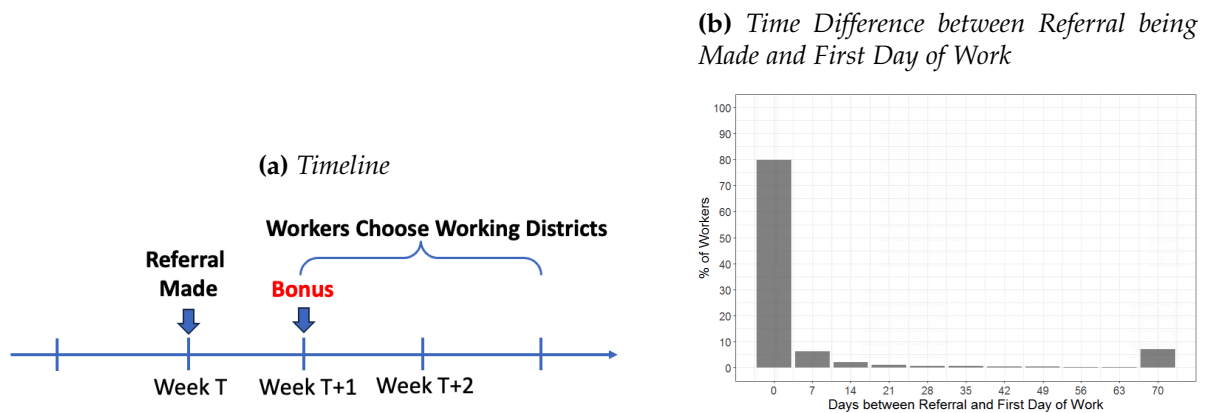 (a) Timeline
Workers Choose Working Districts
Referral
Made
Bonus
Week T
Week T+1
Week T+2
(b) Time Difference between Referral being
Made and First Day of Work
% of Workers
100
90
80
70
60
50
40
30
20
10
0
0 7 14 21 28 35 42 49 56 63 70
Days between Referral and First Day of Work